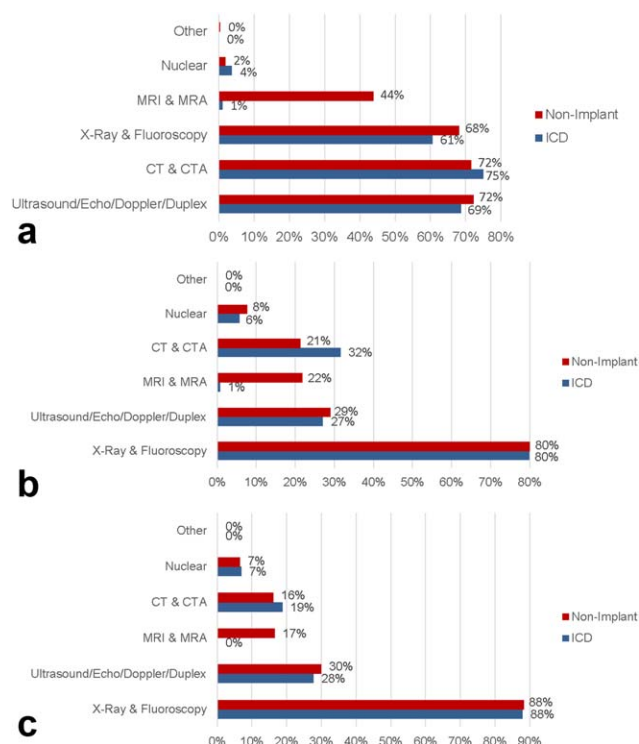 Other
0%
0%
Nuclear
2%
4%
MRI & MRA
44%
1%
X-Ray & Fluoroscopy
68%
61%
CT & CTA
72%
75%
Ultrasound/Echo/Doppler/Duplex
72%
69%
Non-Implant
ICD
0% 10% 20% 30% 40% 50% 60% 70% 80%
a
Other
0%
0%
Nuclear
8%
6%
CT & CTA
21%
32%
MRI & MRA
22%
1%
Ultrasound/Echo/Doppler/Duplex
29%
27%
X-Ray & Fluoroscopy
80%
80%
Non-Implant
ICD
0% 10% 20% 30% 40% 50% 60% 70% 80%
b
Other
0%
0%
Nuclear
7%
7%
CT & CTA
16%
19%
MRI & MRA
17%
0%
Ultrasound/Echo/Doppler/Duplex
30%
28%
X-Ray & Fluoroscopy
88%
88%
Non-Implant
ICD
0% 10% 20% 30% 40% 50% 60% 70% 80% 90%
c